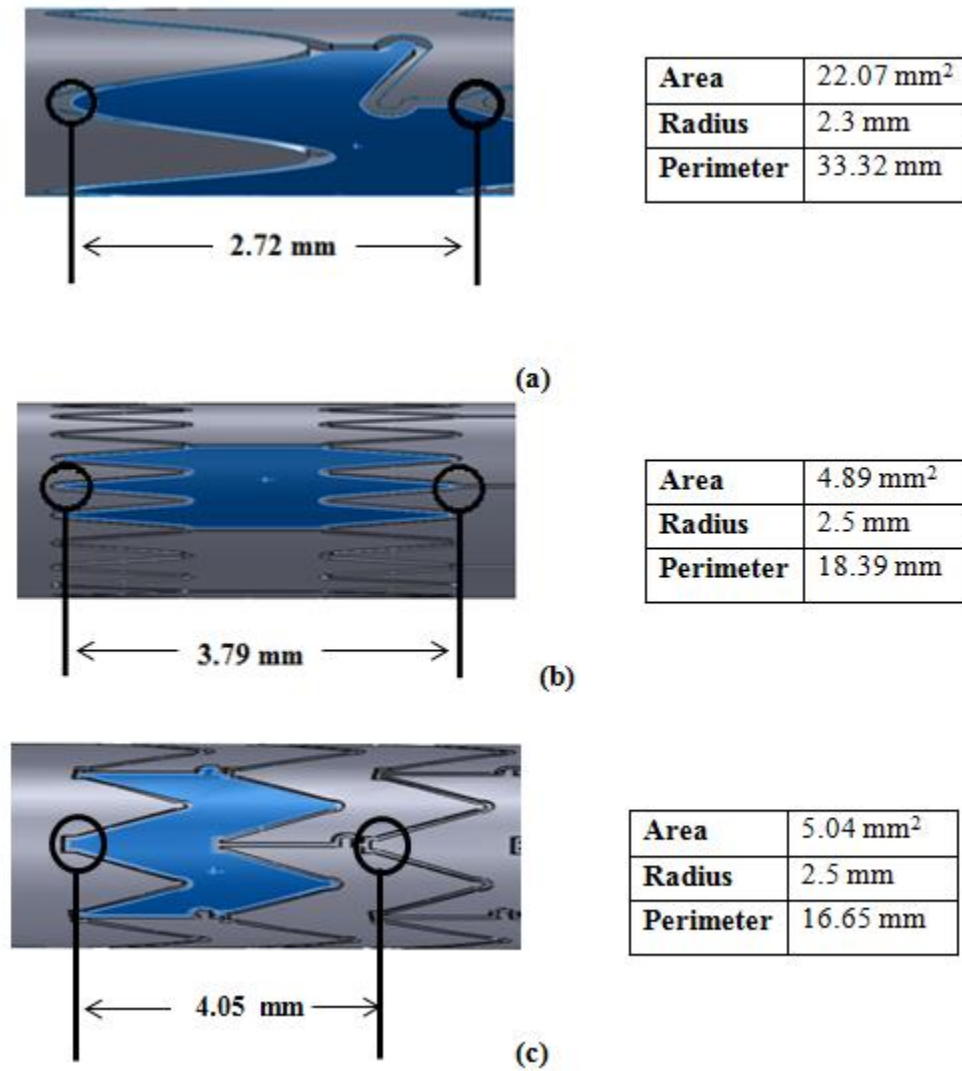 Area 22.07 mm²
Radius 2.3 mm
Perimeter 33.32 mm
2.72 mm
(a)
Area 4.89 mm²
Radius 2.5 mm
Perimeter 18.39 mm
3.79 mm
(b)
Area 5.04 mm²
Radius 2.5 mm
Perimeter 16.65 mm
4.05 mm
(c)